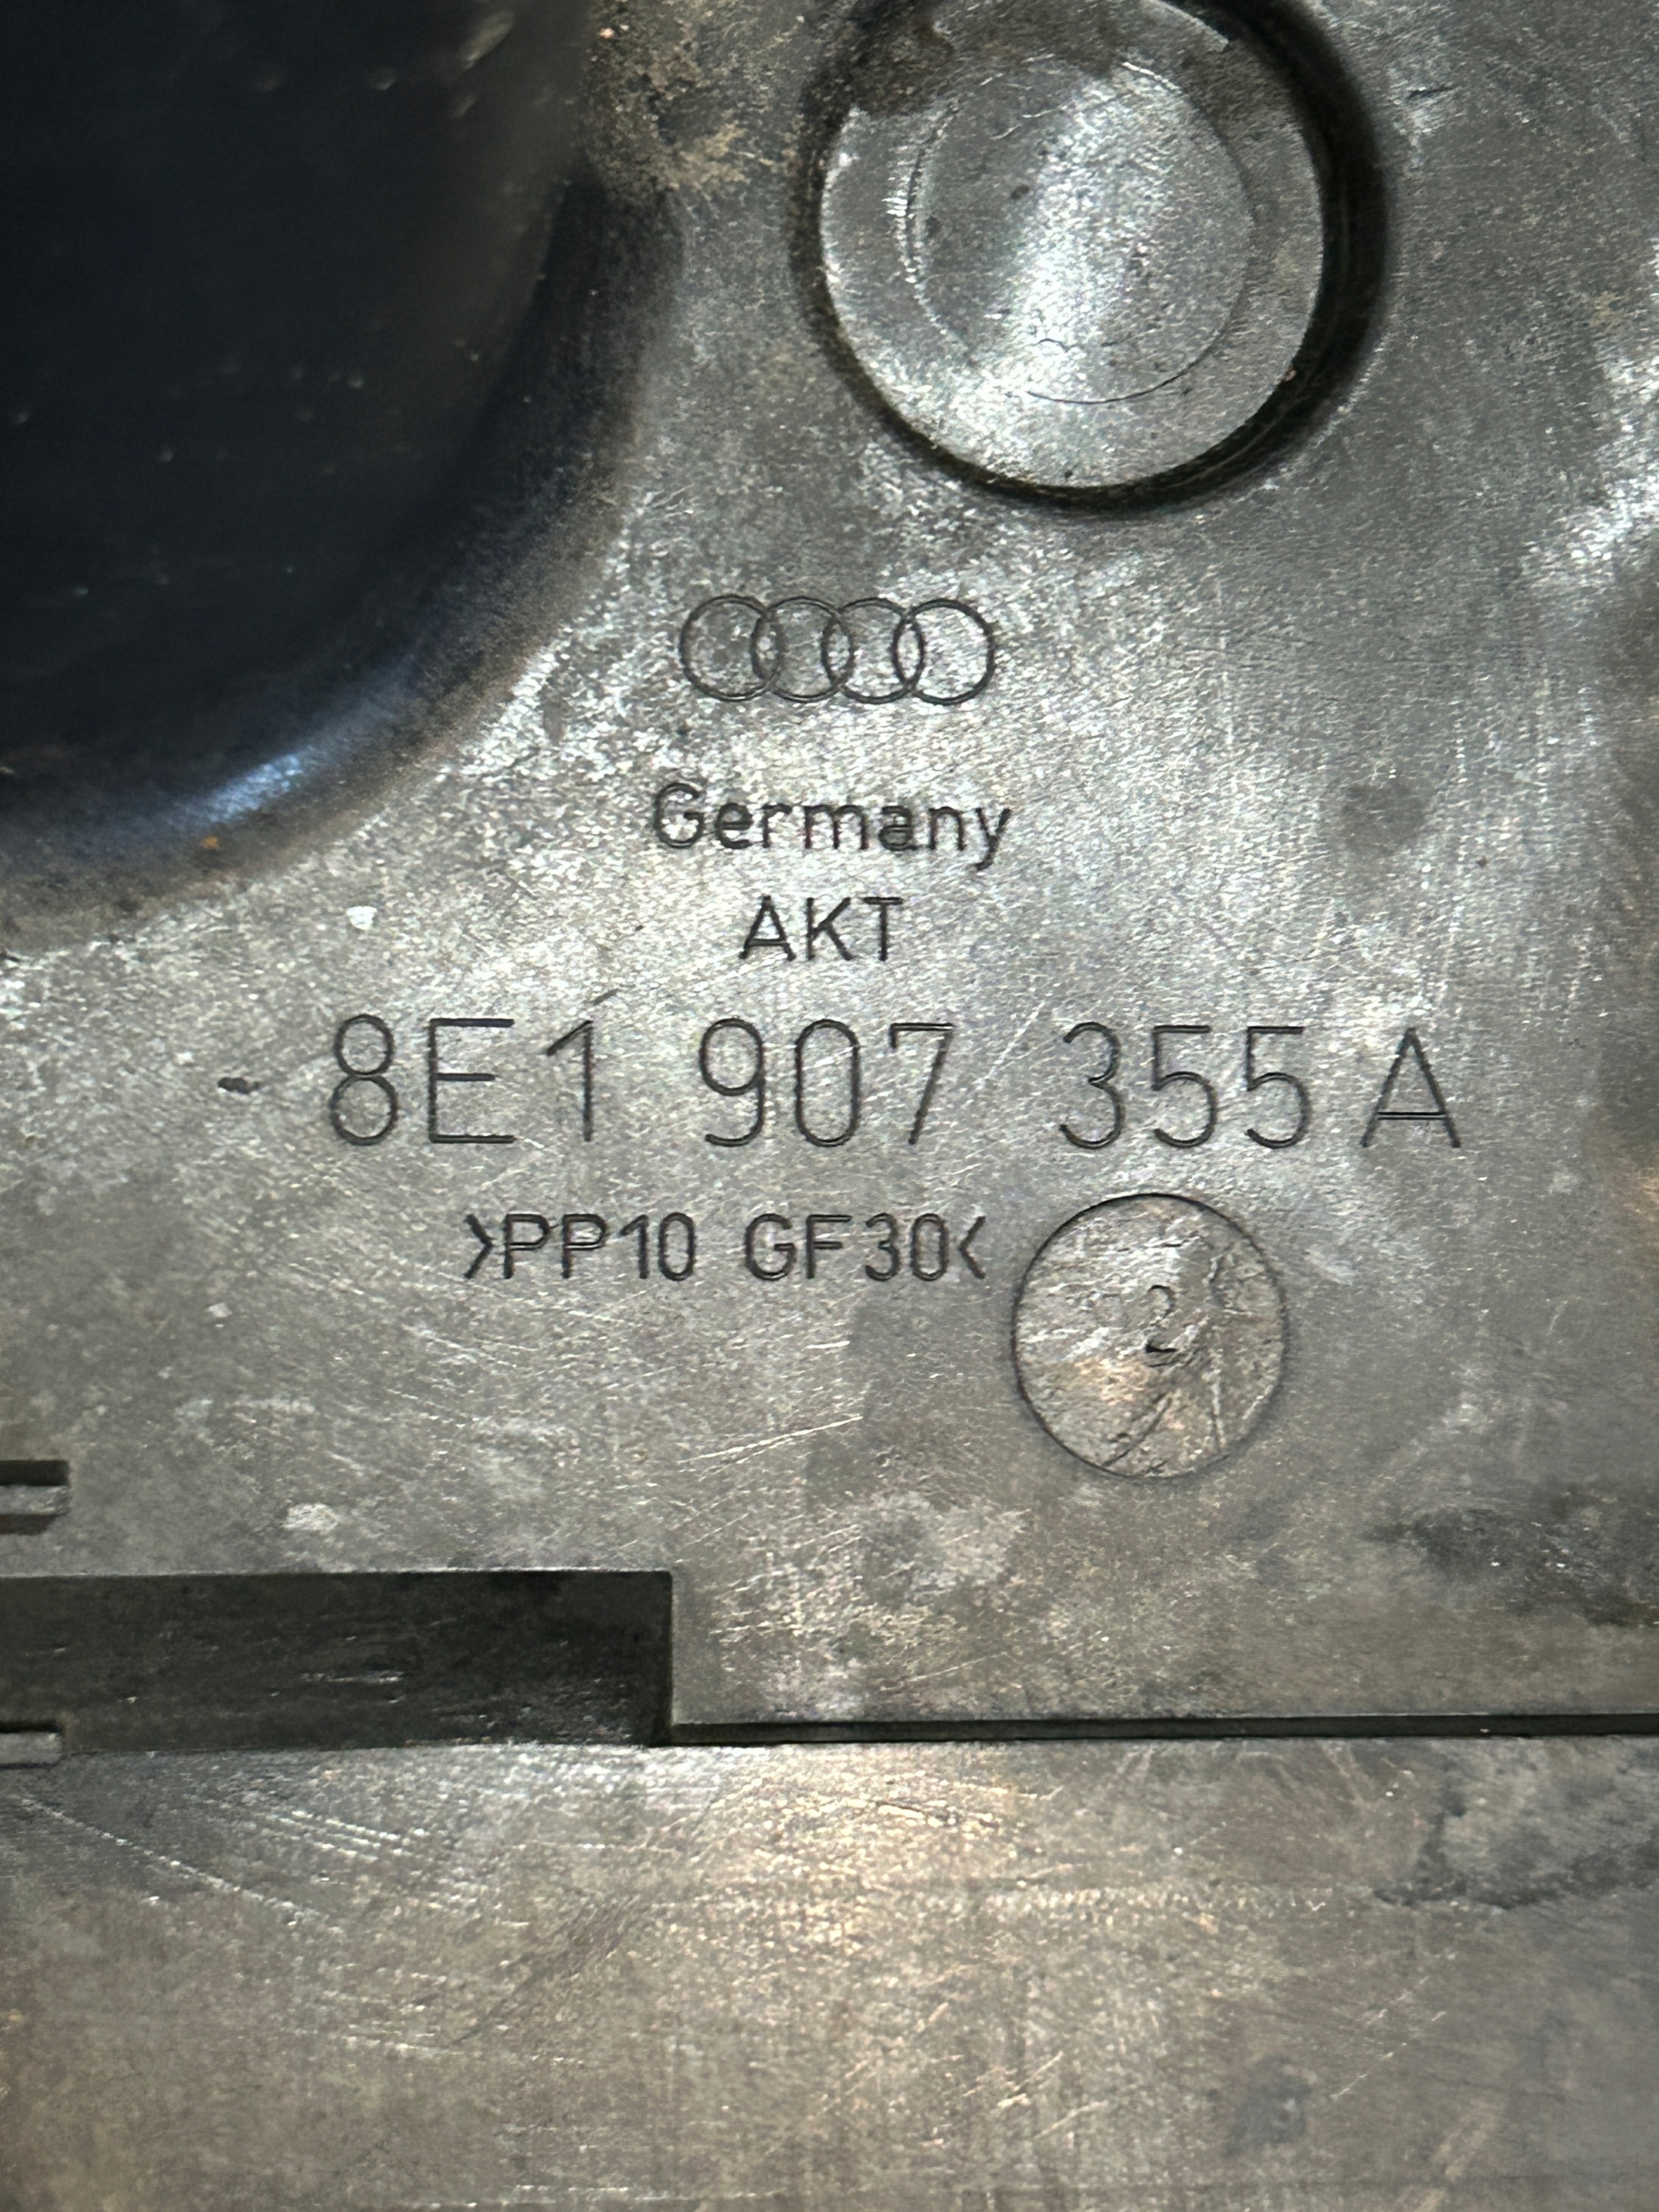 Germany
AKT
8E1 907 355 A
>PP10 GF30<
2